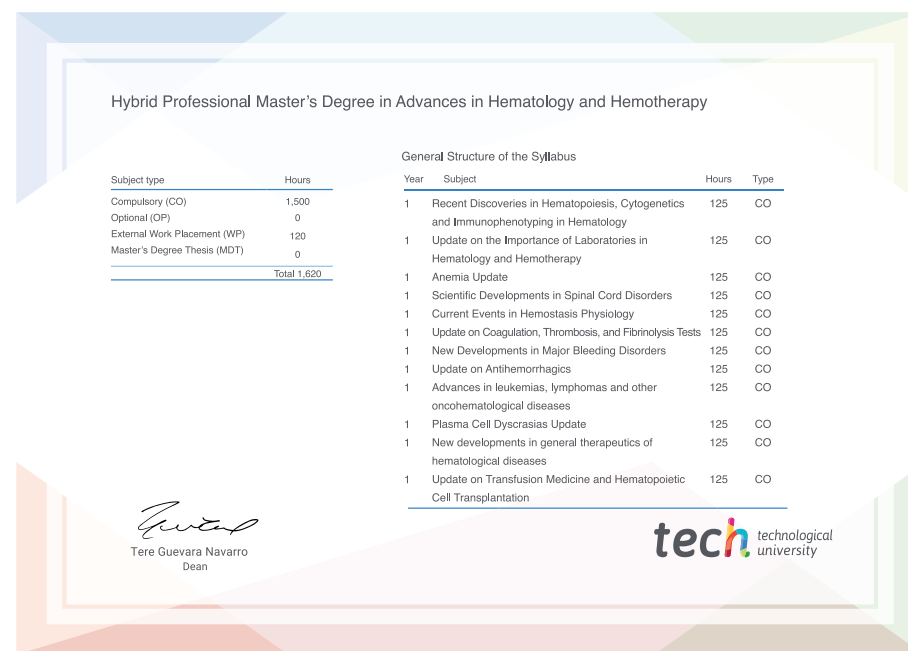 Hybrid Professional Master's Degree in Advances in Hematology and Hemotherapy
General Structure of the Syllabus
Subject type Hours
Compulsory (CO) 1,500
Optional (OP) 0
External Work Placement (WP) 120
Master's Degree Thesis (MDT) 0
Total 1,620
Year Subject Hours Type
1 Recent Discoveries in Hematopoiesis, Cytogenetics 125 CO
and Immunophenotyping in Hematology
1 Update on the Importance of Laboratories in 125 CO
Hematology and Hemotherapy
1 Anemia Update 125 CO
1 Scientific Developments in Spinal Cord Disorders 125 CO
1 Current Events in Hemostasis Physiology 125 CO
1 Update on Coagulation, Thrombosis, and Fibrinolysis Tests 125 CO
1 New Developments in Major Bleeding Disorders 125 CO
1 Update on Antihemorrhagics 125 CO
1 Advances in leukemias, lymphomas and other 125 CO
oncohematological diseases
1 Plasma Cell Dyscrasias Update 125 CO
1 New developments in general therapeutics of 125 CO
hematological diseases
1 Update on Transfusion Medicine and Hematopoietic 125 CO
Cell Transplantation
Tere Guevara Navarro
Dean
tech technological
university